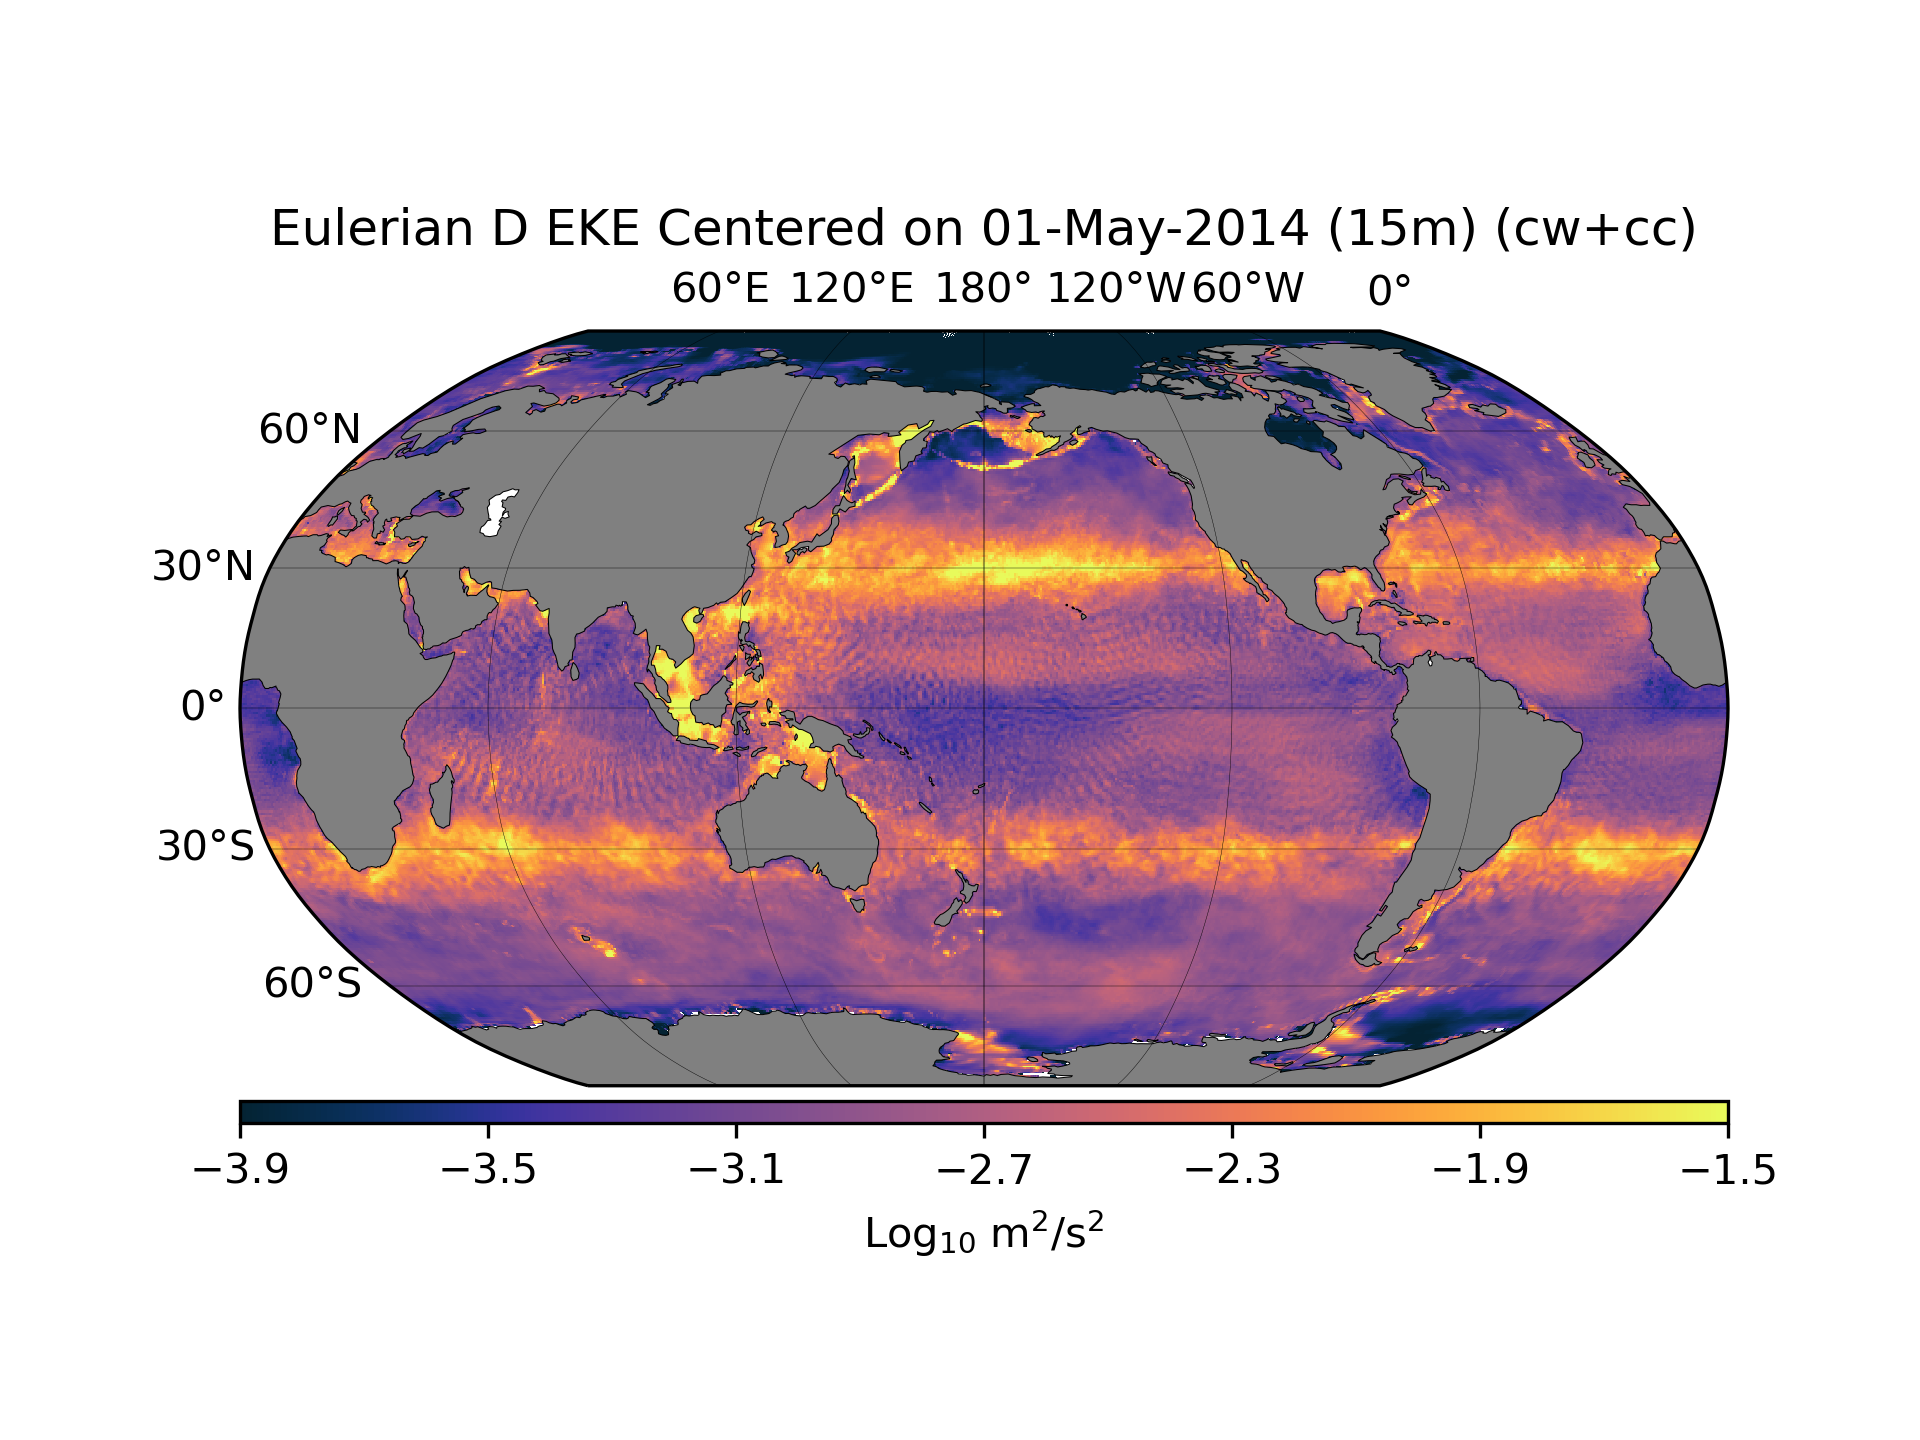 Eulerian D EKE Centered on 01-May-2014 (15m) (cw+cc)
60°E 120°E 180° 120°W 60°W 0°
60°N
30°N
0°
30°S
60°S
−3.9 −3.5 −3.1 −2.7 −2.3 −1.9 −1.5
Log₁₀ m²/s²